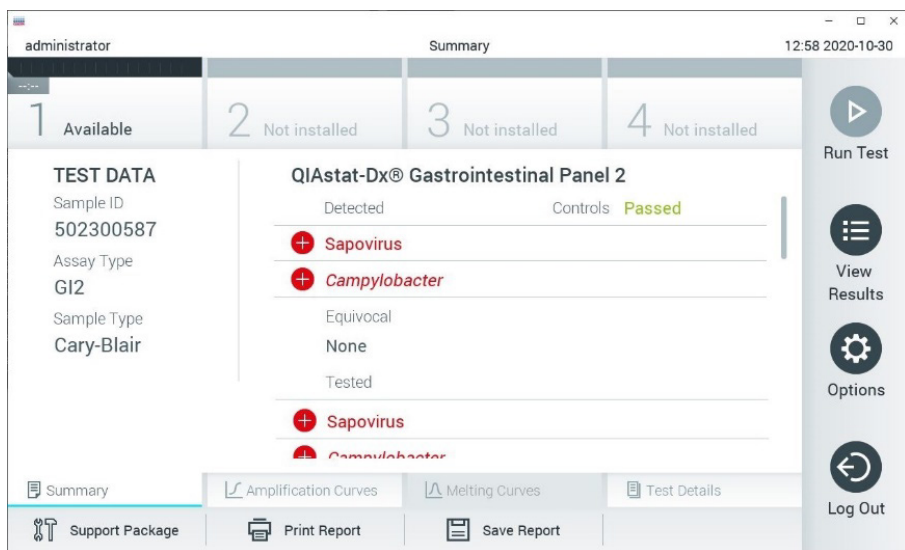 administrator Summary 12:58 2020-10-30
--:--
1 Available 2 Not installed 3 Not installed 4 Not installed
Run Test
TEST DATA
Sample ID
502300587
Assay Type
GI2
Sample Type
Cary-Blair
QIAstat-Dx® Gastrointestinal Panel 2
Detected Controls Passed
Sapovirus
Campylobacter
Equivocal
None
Tested
Sapovirus
Campylobacter
View
Results
Options
Log Out
Summary Amplification Curves Melting Curves Test Details
Support Package Print Report Save Report